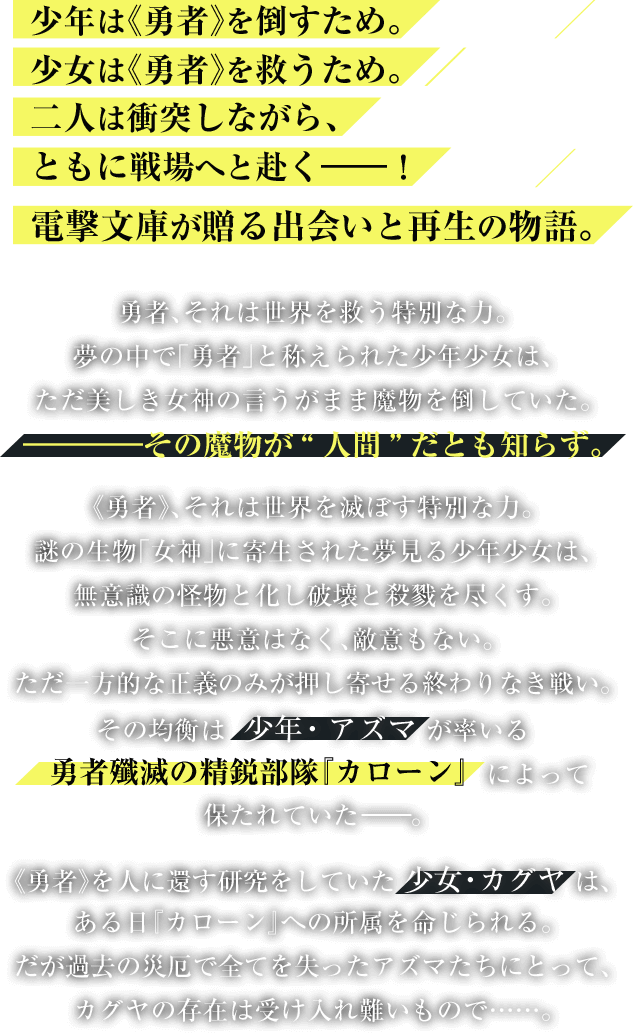 少年は《勇者》を倒すため。
少女は《勇者》を救うため。
二人は衝突しながら、
ともに戦場へと赴く――！
電撃文庫が贈る出会いと再生の物語。
勇者、それは世界を救う特別な力。
夢の中で「勇者」と称えられた少年少女は、
ただ美しき女神の言うがまま魔物を倒していた。
――――その魔物が“人間”だとも知らず。
《勇者》、それは世界を滅ぼす特別な力。
謎の生物「女神」に寄生された夢見る少年少女は、
無意識の怪物と化し破壊と殺戮を尽くす。
そこに悪意はなく、敵意もない。
ただ一方的な正義のみが押し寄せる終わりなき戦い。
その均衡は少年・アズマが率いる
勇者殲滅の精鋭部隊『カローン』によって
保たれていた――。
《勇者》を人に還す研究をしていた少女・カグヤは、
ある日『カローン』への所属を命じられる。
だが過去の災厄で全てを失ったアズマたちにとって、
カグヤの存在は受け入れ難いもので……。